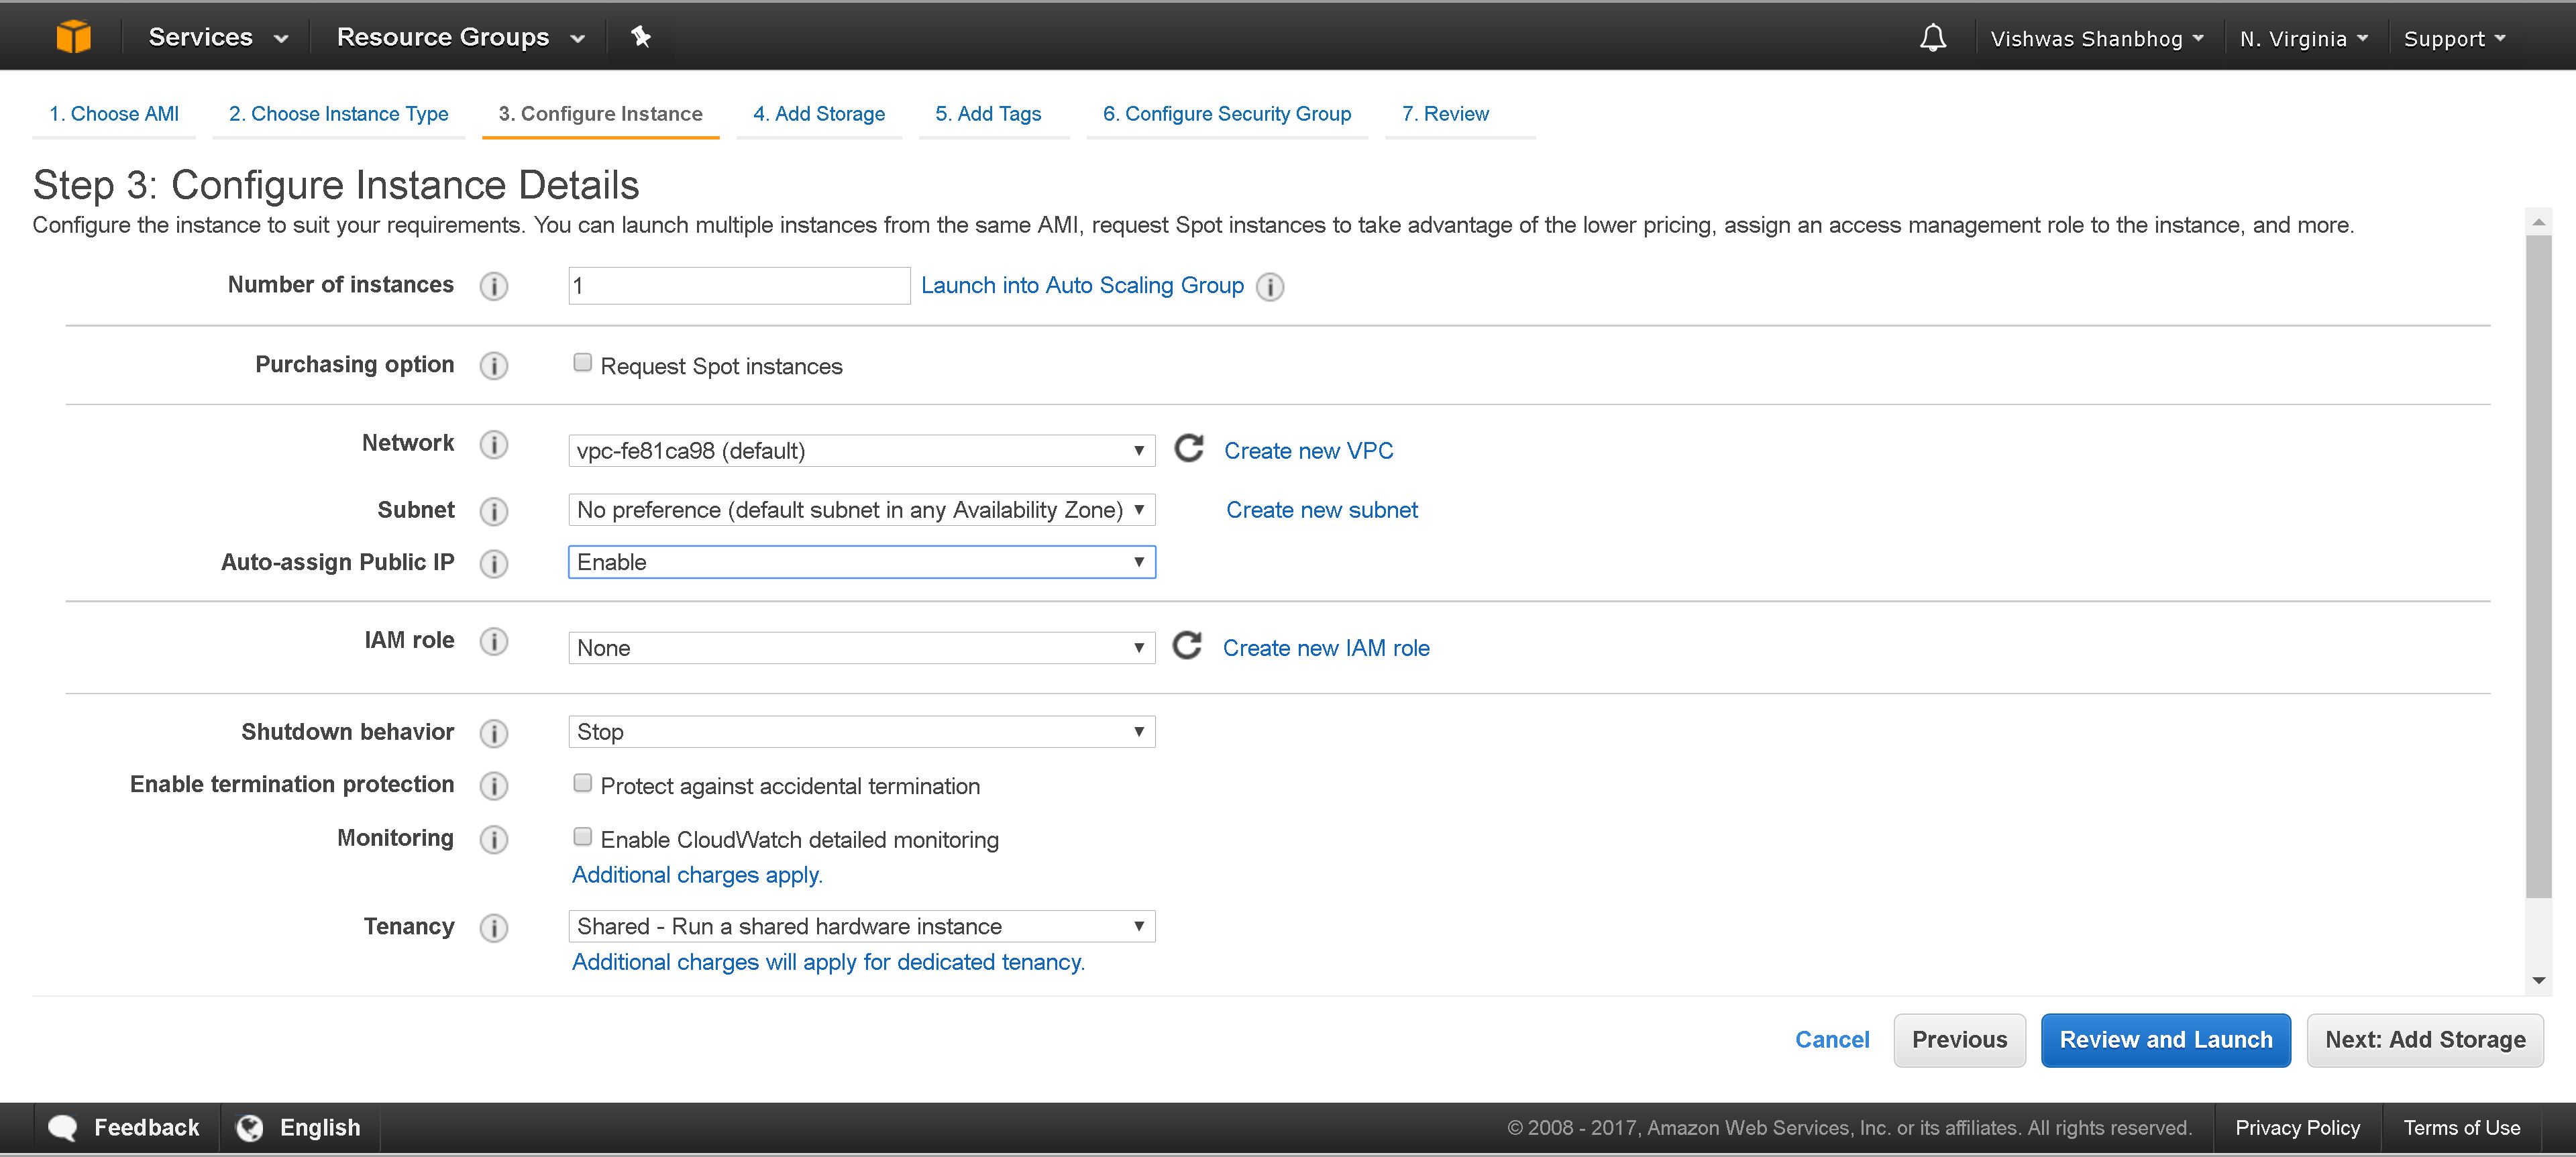 Services Resource Groups Vishwas Shanbhog N. Virginia Support
1. Choose AMI 2. Choose Instance Type 3. Configure Instance 4. Add Storage 5. Add Tags 6. Configure Security Group 7. Review
Step 3: Configure Instance Details
Configure the instance to suit your requirements. You can launch multiple instances from the same AMI, request Spot instances to take advantage of the lower pricing, assign an access management role to the instance, and more.
Number of instances 1 Launch into Auto Scaling Group
Purchasing option Request Spot instances
Network vpc-fe81ca98 (default) Create new VPC
Subnet No preference (default subnet in any Availability Zone) Create new subnet
Auto-assign Public IP Enable
IAM role None Create new IAM role
Shutdown behavior Stop
Enable termination protection Protect against accidental termination
Monitoring Enable CloudWatch detailed monitoring
Additional charges apply.
Tenancy Shared - Run a shared hardware instance
Additional charges will apply for dedicated tenancy.
Cancel Previous Review and Launch Next: Add Storage
Feedback English © 2008 - 2017, Amazon Web Services, Inc. or its affiliates. All rights reserved. Privacy Policy Terms of Use